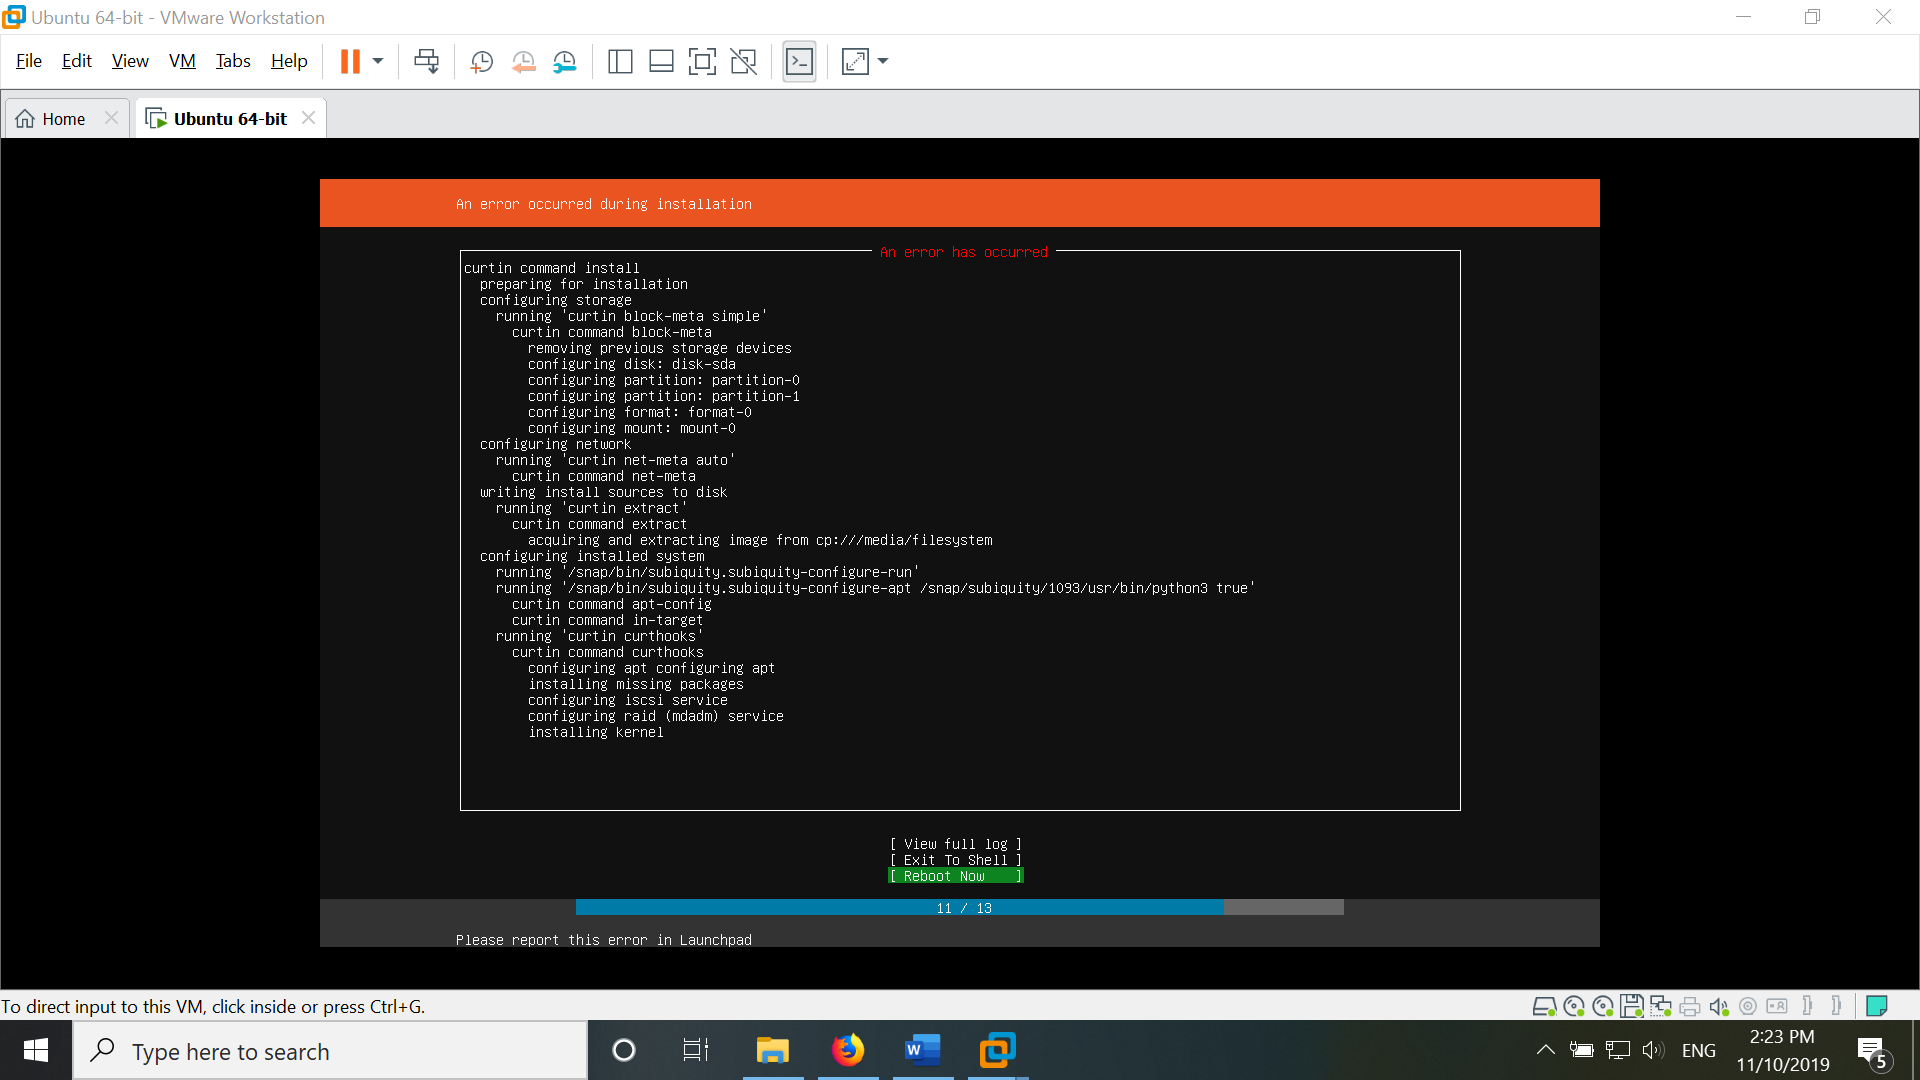 Ubuntu 64-bit - VMware Workstation
File Edit View VM Tabs Help
Home Ubuntu 64-bit
An error occurred during installation
An error has occurred
curtin command install
preparing for installation
configuring storage
running 'curtin block-meta simple'
curtin command block-meta
removing previous storage devices
configuring disk: disk-sda
configuring partition: partition-0
configuring partition: partition-1
configuring format: format-0
configuring mount: mount-0
configuring network
running 'curtin net-meta auto'
curtin command net-meta
writing install sources to disk
running 'curtin extract'
curtin command extract
acquiring and extracting image from cp:///media/filesystem
configuring installed system
running '/snap/bin/subiquity.subiquity-configure-run'
running '/snap/bin/subiquity.subiquity-configure-apt /snap/subiquity/1093/usr/bin/python3 true'
curtin command apt-config
curtin command in-target
running 'curtin curthooks'
curtin command curthooks
configuring apt configuring apt
installing missing packages
configuring iscsi service
configuring raid (mdadm) service
installing kernel
[ View full log ]
[ Exit To Shell ]
[ Reboot Now ]
11 / 13
Please report this error in Launchpad
To direct input to this VM, click inside or press Ctrl+G.
Type here to search
W
ENG
2:23 PM
11/10/2019
5